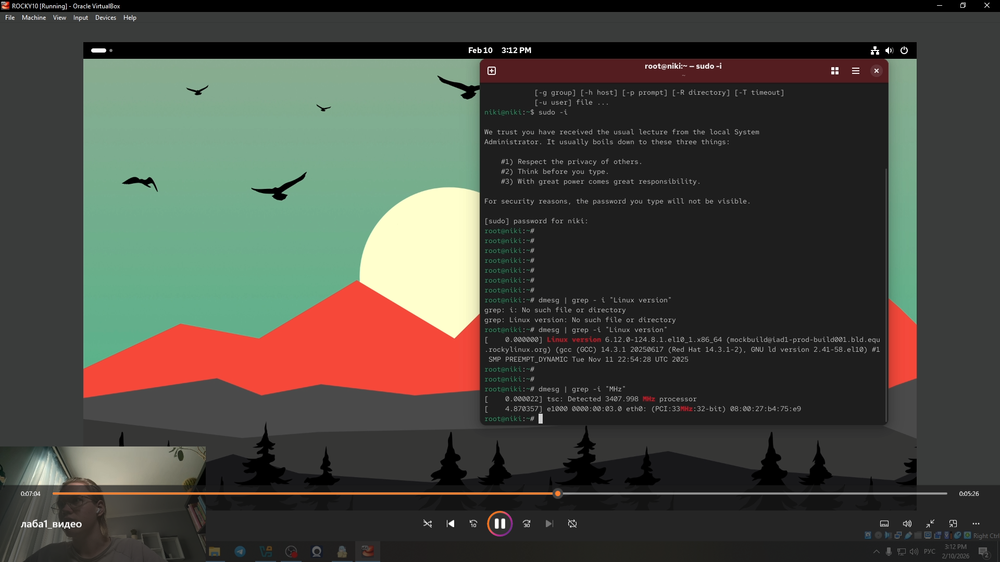 ROCKY10 [Running] - Oracle VirtualBox
File Machine View Input Devices Help
Feb 10 3:12 PM
root@niki:~ — sudo -i
~
[-g group] [-h host] [-p prompt] [-R directory] [-T timeout]
[-u user] file ...
niki@niki:~$ sudo -i
We trust you have received the usual lecture from the local System
Administrator. It usually boils down to these three things:
#1) Respect the privacy of others.
#2) Think before you type.
#3) With great power comes great responsibility.
For security reasons, the password you type will not be visible.
[sudo] password for niki:
root@niki:~#
root@niki:~#
root@niki:~#
root@niki:~#
root@niki:~#
root@niki:~#
root@niki:~#
root@niki:~# dmesg | grep - i "Linux version"
grep: i: No such file or directory
grep: Linux version: No such file or directory
root@niki:~# dmesg | grep -i "Linux version"
[    0.000000] Linux version 6.12.0-124.8.1.el10_1.x86_64 (mockbuild@iad1-prod-build001.bld.equ
.rockylinux.org) (gcc (GCC) 14.3.1 20250617 (Red Hat 14.3.1-2), GNU ld version 2.41-58.el10) #1
SMP PREEMPT_DYNAMIC Tue Nov 11 22:54:28 UTC 2025
root@niki:~#
root@niki:~#
root@niki:~# dmesg | grep -i "MHz"
[    0.000022] tsc: Detected 3407.998 MHz processor
[    4.870357] e1000 0000:00:03.0 eth0: (PCI:33MHz:32-bit) 08:00:27:b4:75:e9
root@niki:~#
0:07:04
0:05:26
лаба1_видео
10
30
Right Ctrl
РУС
3:12 PM
2/10/2026
2